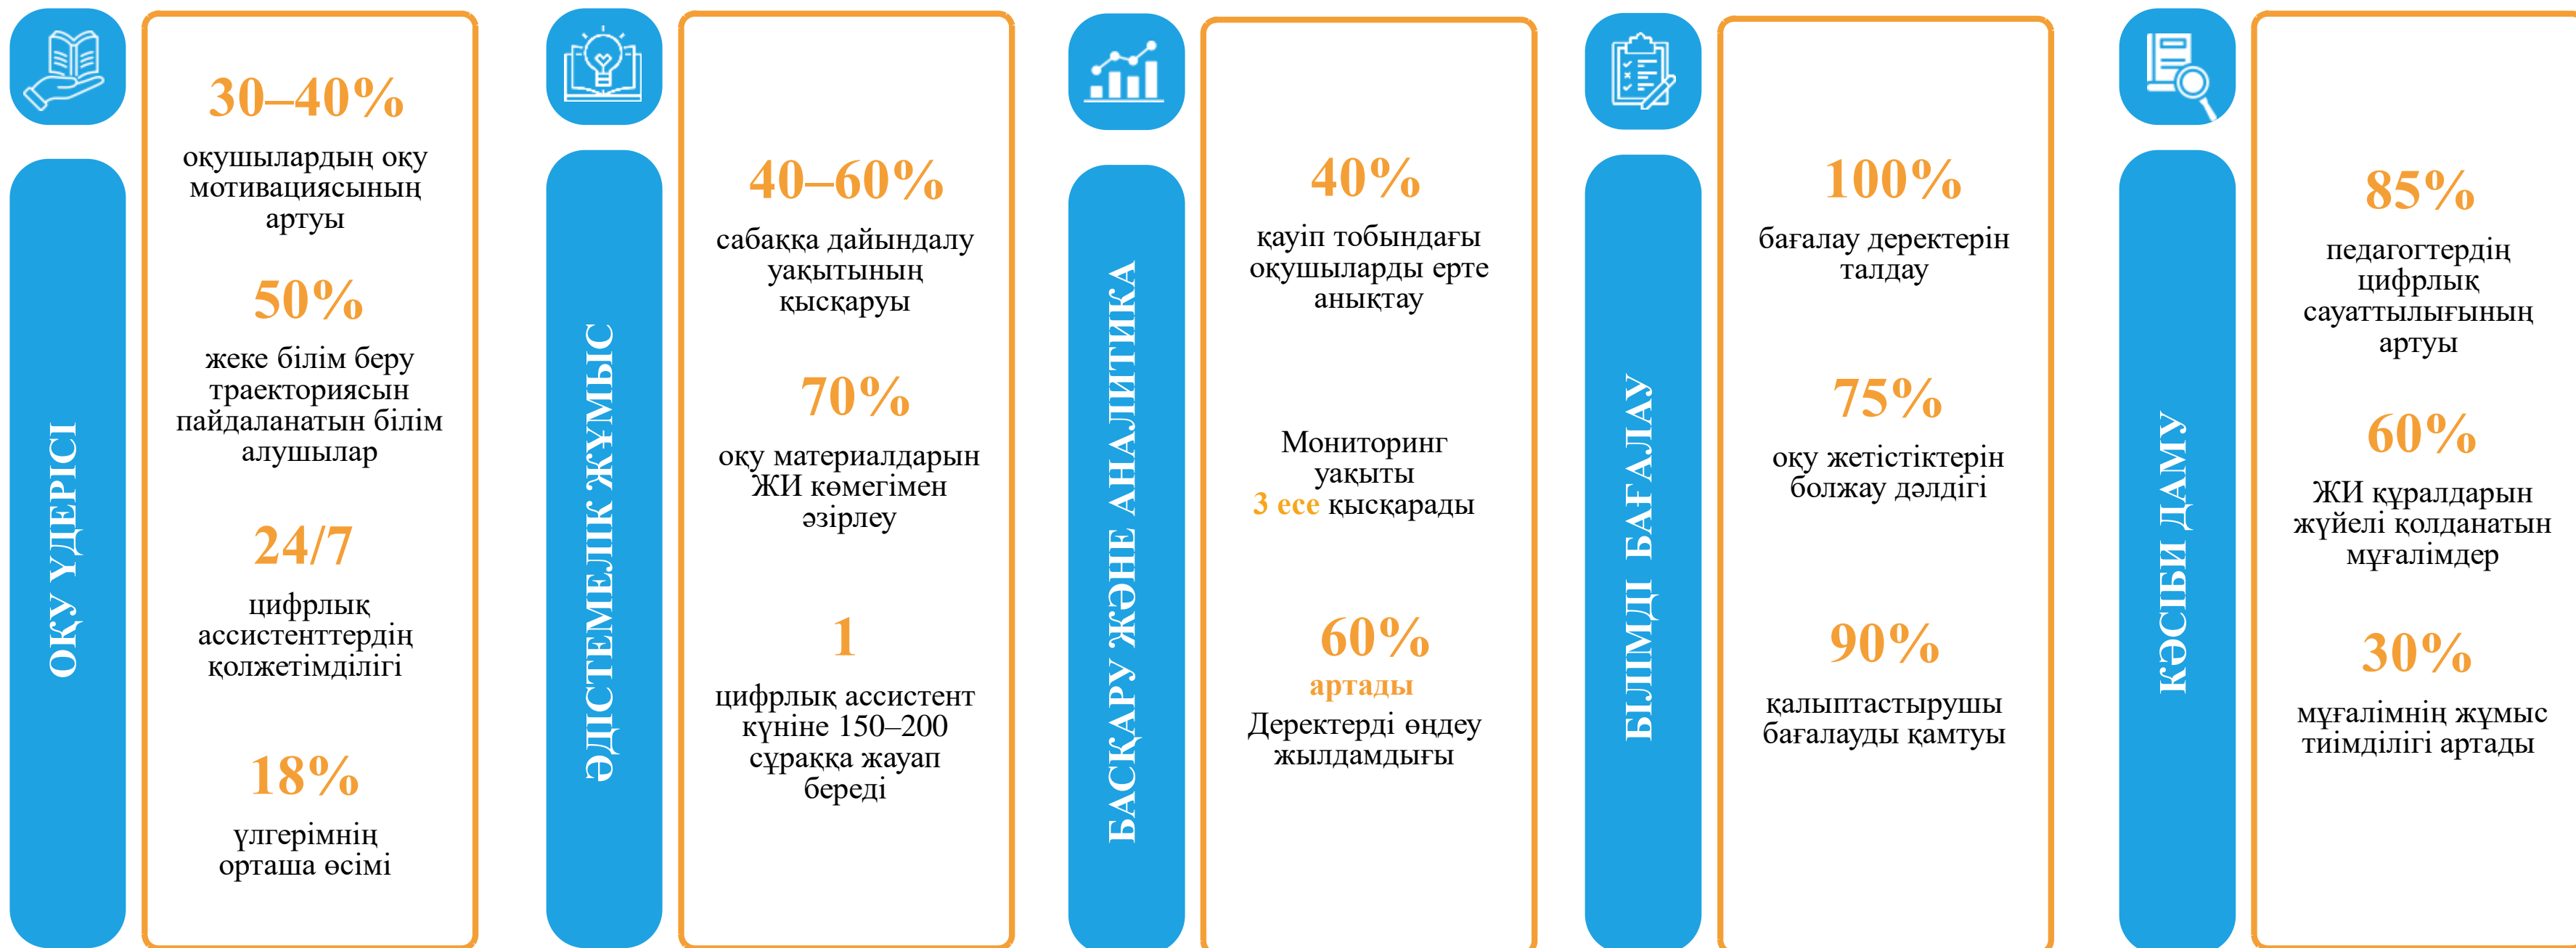 ОҚУ ҮДЕРІСІ
30–40%
оқушылардың оқу
мотивациясының
артуы
50%
жеке білім беру
траекториясын
пайдаланатын білім
алушылар
24/7
цифрлық
ассистенттердің
қолжетімділігі
18%
үлгерімнің
орташа өсімі
ӘДІСТЕМЕЛІК ЖҰМЫС
40–60%
сабаққа дайындалу
уақытының
қысқаруы
70%
оқу материалдарын
ЖИ көмегімен
әзірлеу
1
цифрлық ассистент
күніне 150–200
сұраққа жауап
береді
БАСҚАРУ ЖӘНЕ АНАЛИТИКА
40%
қауіп тобындағы
оқушыларды ерте
анықтау
Мониторинг
уақыты
3 есе қысқарады
60%
артады
Деректерді өңдеу
жылдамдығы
БІЛІМДІ БАҒАЛАУ
100%
бағалау деректерін
талдау
75%
оқу жетістіктерін
болжау дәлдігі
90%
қалыптастырушы
бағалауды қамтуы
КӘСІБИ ДАМУ
85%
педагогтердің
цифрлық
сауаттылығының
артуы
60%
ЖИ құралдарын
жүйелі қолданатын
мұғалімдер
30%
мұғалімнің жұмыс
тиімділігі артады